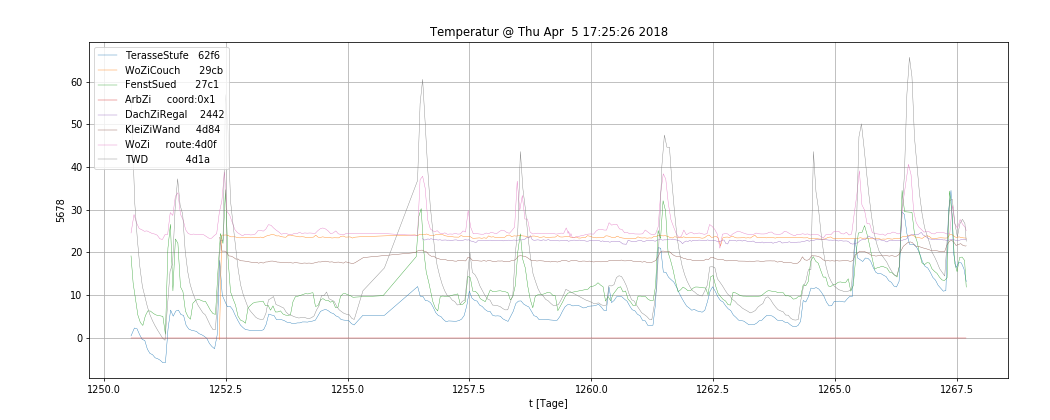 Temperatur @ Thu Apr  5 17:25:26 2018
TerasseStufe 62f6
WoZiCouch 29cb
FenstSued 27c1
ArbZi coord:0x1
DachZiRegal 2442
KleiZiWand 4d84
WoZi route:4d0f
TWD 4d1a
60
50
40
30
20
10
0
5678
1250.0 1252.5 1255.0 1257.5 1260.0 1262.5 1265.0 1267.5
t [Tage]